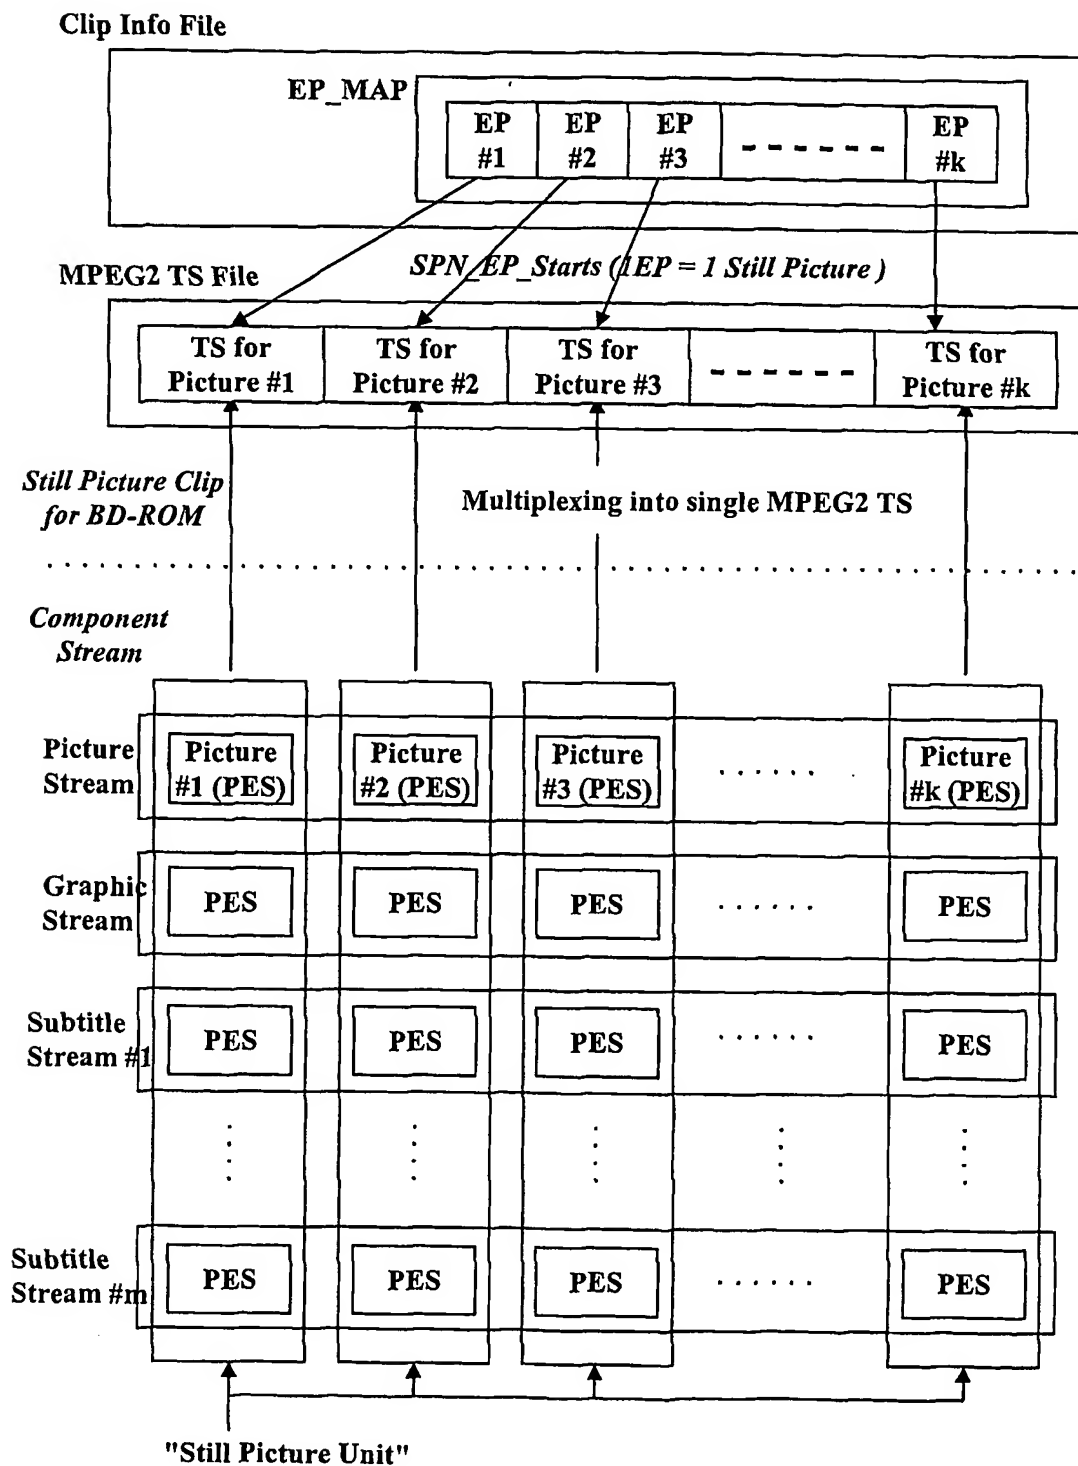 Clip Info File
EP_MAP
EP #1
EP #2
EP #3
EP #k
SPN_EP_Starts (1EP = 1 Still Picture )
MPEG2 TS File
TS for Picture #1
TS for Picture #2
TS for Picture #3
TS for Picture #k
Still Picture Clip
for BD-ROM
Multiplexing into single MPEG2 TS
Component
Stream
Picture
Stream
Picture #1 (PES)
Picture #2 (PES)
Picture #3 (PES)
Picture #k (PES)
Graphic
Stream
PES
PES
PES
PES
Subtitle
Stream #1
PES
PES
PES
PES
Subtitle
Stream #m
PES
PES
PES
PES
"Still Picture Unit"